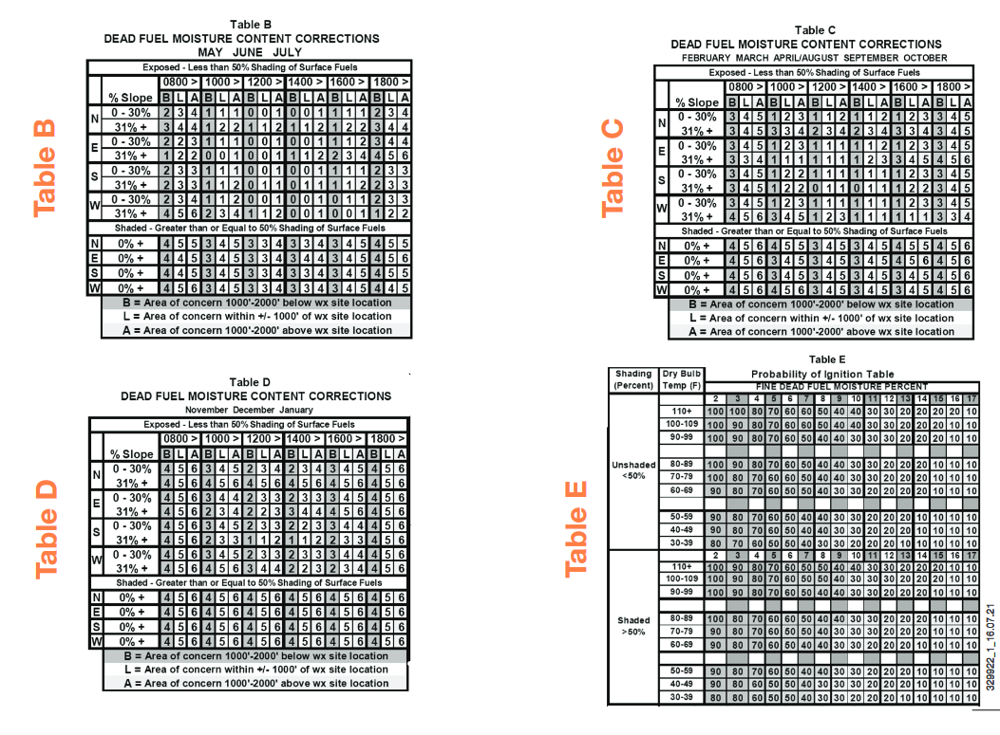 Table B
Table B
DEAD FUEL MOISTURE CONTENT CORRECTIONS
MAY JUNE JULY
Exposed - Less than 50% Shading of Surface Fuels
0800 > 1000 > 1200 > 1400 > 1600 > 1800 >
% Slope B L A B L A B L A B L A B L A B L A
N 0 - 30% 2 3 4 1 1 1 0 0 1 0 0 1 1 1 1 2 3 4
31% + 3 4 4 1 2 2 1 1 2 1 1 2 1 2 2 3 4 4
E 0 - 30% 2 2 3 1 1 1 0 0 1 0 0 1 1 1 2 3 4 4
31% + 1 2 2 0 0 1 0 0 1 1 1 2 2 3 4 4 5 6
S 0 - 30% 2 3 3 1 1 1 0 0 1 0 0 1 1 1 1 2 3 3
31% + 2 3 3 1 1 2 0 1 1 0 1 1 1 1 2 2 3 3
W 0 - 30% 2 3 4 1 1 2 0 0 1 0 0 1 0 1 1 2 3 3
31% + 4 5 6 2 3 4 1 1 2 0 0 1 0 0 1 1 2 2
Shaded - Greater than or Equal to 50% Shading of Surface Fuels
N 0% + 4 5 5 3 4 5 3 3 4 3 3 4 3 4 5 4 5 5
E 0% + 4 4 5 3 4 5 3 3 4 3 4 4 3 4 5 4 5 6
S 0% + 4 4 5 3 4 5 3 3 4 3 3 4 3 4 5 4 5 5
W 0% + 4 5 6 3 4 5 3 3 4 3 3 4 3 4 5 4 4 5
B = Area of concern 1000'-2000' below wx site location
L = Area of concern within +/- 1000' of wx site location
A = Area of concern 1000'-2000' above wx site location
Table C
Table C
DEAD FUEL MOISTURE CONTENT CORRECTIONS
FEBRUARY MARCH APRIL/AUGUST SEPTEMBER OCTOBER
Exposed - Less than 50% Shading of Surface Fuels
0800 > 1000 > 1200 > 1400 > 1600 > 1800 >
% Slope B L A B L A B L A B L A B L A B L A
N 0 - 30% 3 4 5 1 2 3 1 1 2 1 1 2 1 2 3 3 4 5
31% + 3 4 5 3 3 4 2 3 4 2 3 4 3 3 4 3 4 5
E 0 - 30% 3 4 5 1 2 3 1 1 1 1 1 2 1 2 3 3 4 5
31% + 3 3 4 1 1 1 1 1 1 1 2 3 3 4 5 4 5 6
S 0 - 30% 3 4 5 1 2 2 1 1 1 1 1 1 1 2 3 3 4 5
31% + 3 4 5 1 2 2 0 1 1 0 1 1 1 2 2 3 4 5
W 0 - 30% 3 4 5 1 2 3 1 1 1 1 1 1 1 2 3 3 4 5
31% + 4 5 6 3 4 5 1 2 3 1 1 1 1 1 1 3 3 4
Shaded - Greater than or Equal to 50% Shading of Surface Fuels
N 0% + 4 5 6 4 5 5 3 4 5 3 4 5 4 5 5 4 5 6
E 0% + 4 5 6 3 4 5 3 4 5 3 4 5 4 5 6 4 5 6
S 0% + 4 5 6 3 4 5 3 4 5 3 4 5 3 4 5 4 5 6
W 0% + 4 5 6 4 5 6 3 4 5 3 4 5 3 4 5 4 5 6
B = Area of concern 1000'-2000' below wx site location
L = Area of concern within +/- 1000' of wx site location
A = Area of concern 1000'-2000' above wx site location
Table D
Table D
DEAD FUEL MOISTURE CONTENT CORRECTIONS
November December January
Exposed - Less than 50% Shading of Surface Fuels
0800 > 1000 > 1200 > 1400 > 1600 > 1800 >
% Slope B L A B L A B L A B L A B L A B L A
N 0 - 30% 4 5 6 3 4 5 2 3 4 2 3 4 3 4 5 4 5 6
31% + 4 5 6 4 5 6 4 5 6 4 5 6 4 5 6 4 5 6
E 0 - 30% 4 5 6 3 4 4 2 3 3 2 3 3 3 4 5 4 5 6
31% + 4 5 6 2 3 4 2 2 3 3 4 4 4 5 6 4 5 6
S 0 - 30% 4 5 6 3 4 5 2 3 3 2 2 3 3 4 4 4 5 6
31% + 4 5 6 2 3 3 1 1 2 1 1 2 2 3 3 4 5 6
W 0 - 30% 4 5 6 3 4 5 2 3 3 2 3 3 3 4 4 4 5 6
31% + 4 5 6 4 5 6 3 4 4 2 2 3 2 3 4 4 5 6
Shaded - Greater than or Equal to 50% Shading of Surface Fuels
N 0% + 4 5 6 4 5 6 4 5 6 4 5 6 4 5 6 4 5 6
E 0% + 4 5 6 4 5 6 4 5 6 4 5 6 4 5 6 4 5 6
S 0% + 4 5 6 4 5 6 4 5 6 4 5 6 4 5 6 4 5 6
W 0% + 4 5 6 4 5 6 4 5 6 4 5 6 4 5 6 4 5 6
B = Area of concern 1000'-2000' below wx site location
L = Area of concern within +/- 1000' of wx site location
A = Area of concern 1000'-2000' above wx site location
Table E
Table E
Shading (Percent) Dry Bulb Temp (F) Probability of Ignition Table
FINE DEAD FUEL MOISTURE PERCENT
2 3 4 5 6 7 8 9 10 11 12 13 14 15 16 17
110+ 100 100 80 70 60 60 50 40 40 30 30 20 20 20 20 10
100-109 100 90 80 70 60 60 50 40 40 30 30 20 20 20 10 10
90-99 100 90 80 70 60 50 50 40 30 30 30 20 20 20 10 10
Unshaded <50%
80-89 100 90 80 70 60 50 40 40 30 30 20 20 20 10 10 10
70-79 100 80 70 60 60 50 40 40 30 30 20 20 20 10 10 10
60-69 90 80 70 60 50 50 40 30 30 20 20 20 20 10 10 10
50-59 90 80 70 60 50 40 40 30 30 20 20 20 10 10 10 10
40-49 90 80 70 50 50 40 40 30 30 20 20 20 10 10 10 10
30-39 80 70 60 50 50 40 30 30 20 20 20 10 10 10 10 10
2 3 4 5 6 7 8 9 10 11 12 13 14 15 16 17
110+ 100 90 80 70 60 50 50 40 30 30 30 20 20 20 10 10
100-109 100 90 80 70 60 50 50 40 30 30 20 20 20 10 10 10
90-99 100 90 80 70 60 50 40 40 30 30 20 20 20 10 10 10
Shaded >50%
80-89 100 80 70 60 60 50 40 40 30 30 20 20 20 10 10 10
70-79 90 80 70 60 50 50 40 30 30 20 20 20 10 10 10 10
60-69 90 80 70 60 50 50 40 30 30 20 20 20 10 10 10 10
50-59 90 80 70 60 50 40 40 30 30 20 20 20 10 10 10 10
40-49 90 80 60 50 50 40 30 30 20 20 20 10 10 10 10 10
30-39 80 80 60 50 50 40 30 30 20 20 20 10 10 10 10 10
329922_1_16.07.21